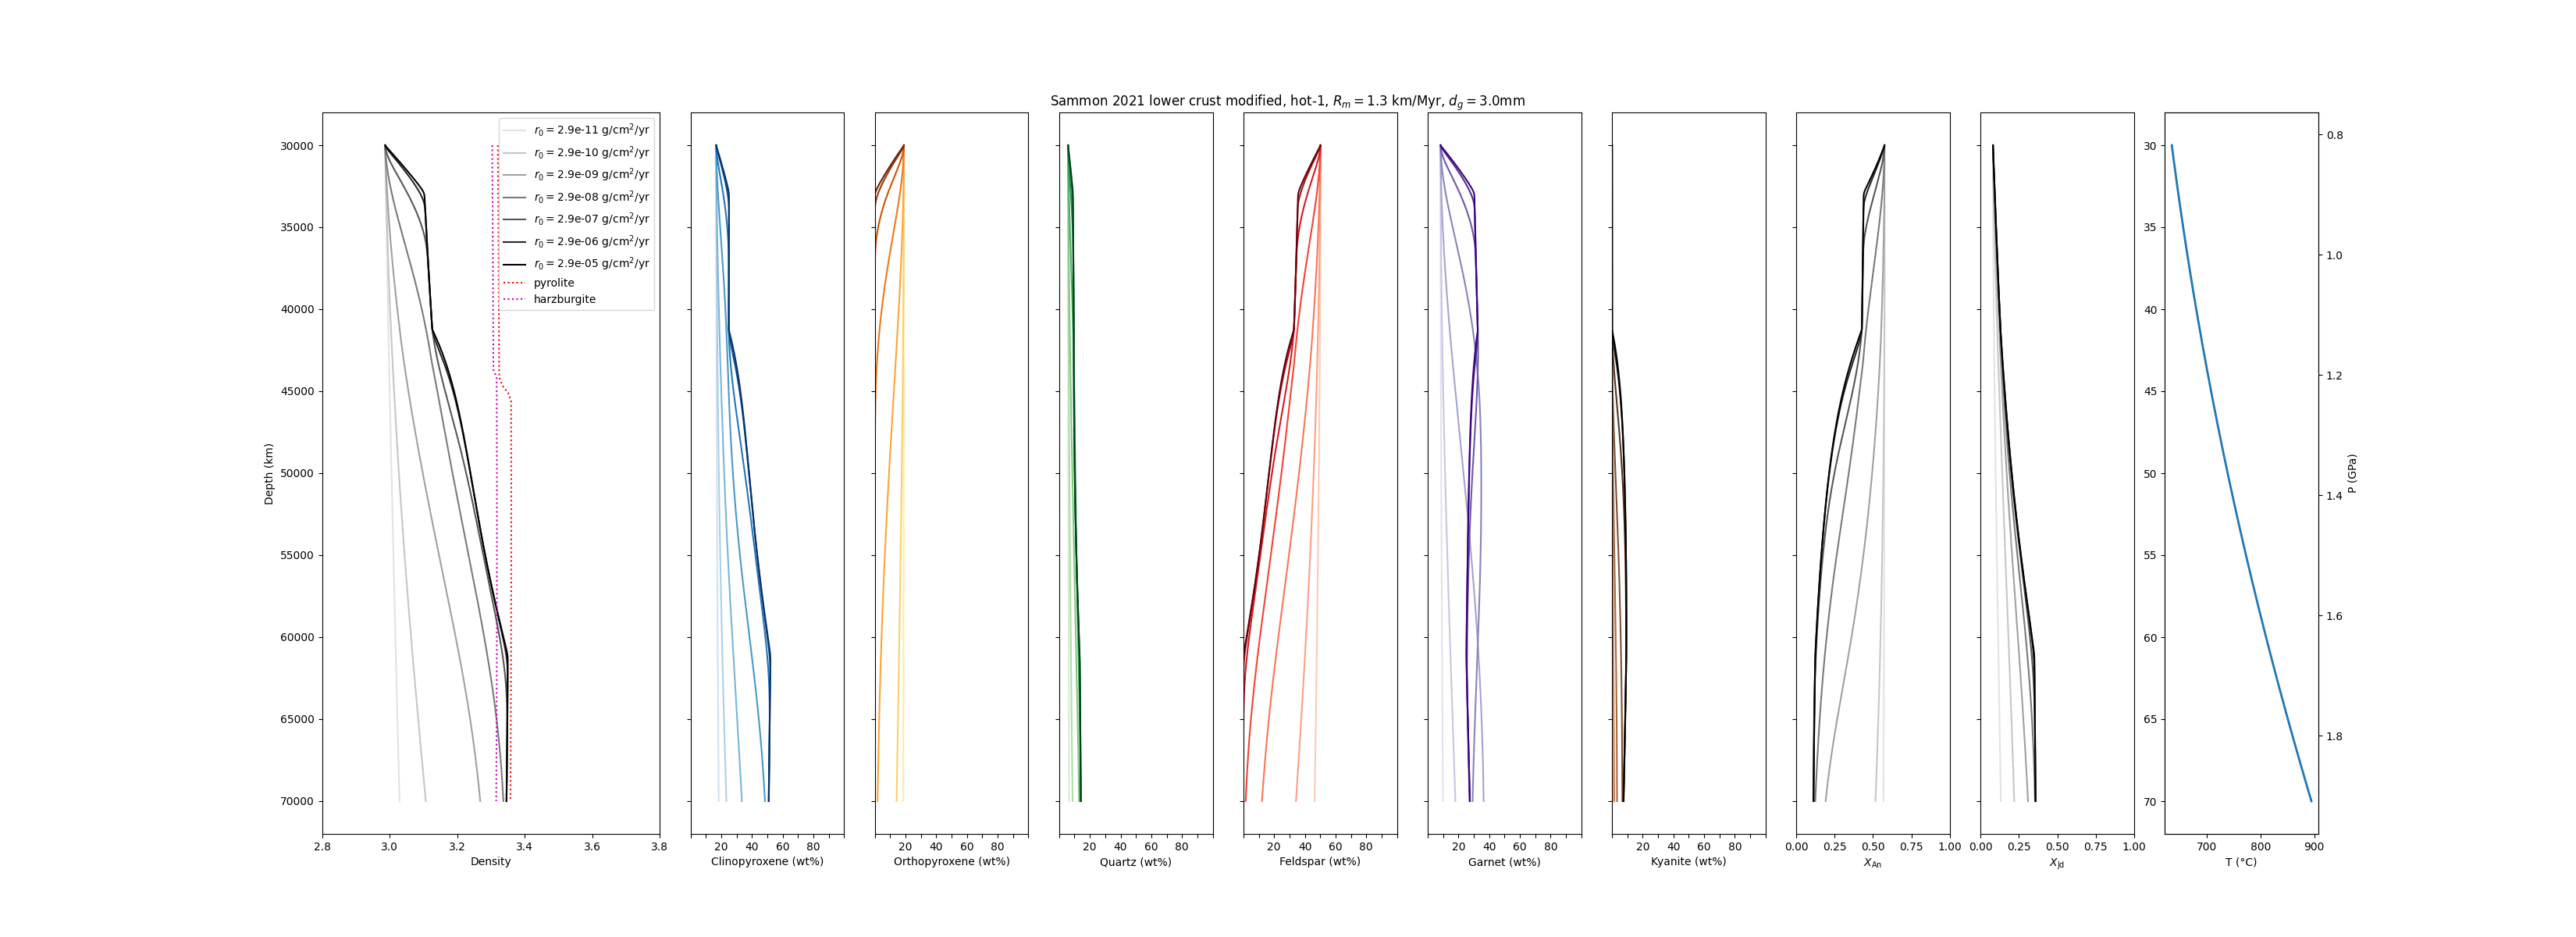 Sammon 2021 lower crust modified, hot-1, Rₘ = 1.3 km/Myr, d_g = 3.0mm
r₀ = 2.9e-11 g/cm²/yr
r₀ = 2.9e-10 g/cm²/yr
r₀ = 2.9e-09 g/cm²/yr
r₀ = 2.9e-08 g/cm²/yr
r₀ = 2.9e-07 g/cm²/yr
r₀ = 2.9e-06 g/cm²/yr
r₀ = 2.9e-05 g/cm²/yr
pyrolite
harzburgite
Depth (km)
30000
35000
40000
45000
50000
55000
60000
65000
70000
2.8 3.0 3.2 3.4 3.6 3.8
Density
20 40 60 80
Clinopyroxene (wt%)
20 40 60 80
Orthopyroxene (wt%)
20 40 60 80
Quartz (wt%)
20 40 60 80
Feldspar (wt%)
20 40 60 80
Garnet (wt%)
20 40 60 80
Kyanite (wt%)
0.00 0.25 0.50 0.75 1.00
X_An
0.00 0.25 0.50 0.75 1.00
X_Jd
30
35
40
45
50
55
60
65
70
700 800 900
T (°C)
0.8
1.0
1.2
1.4
1.6
1.8
P (GPa)